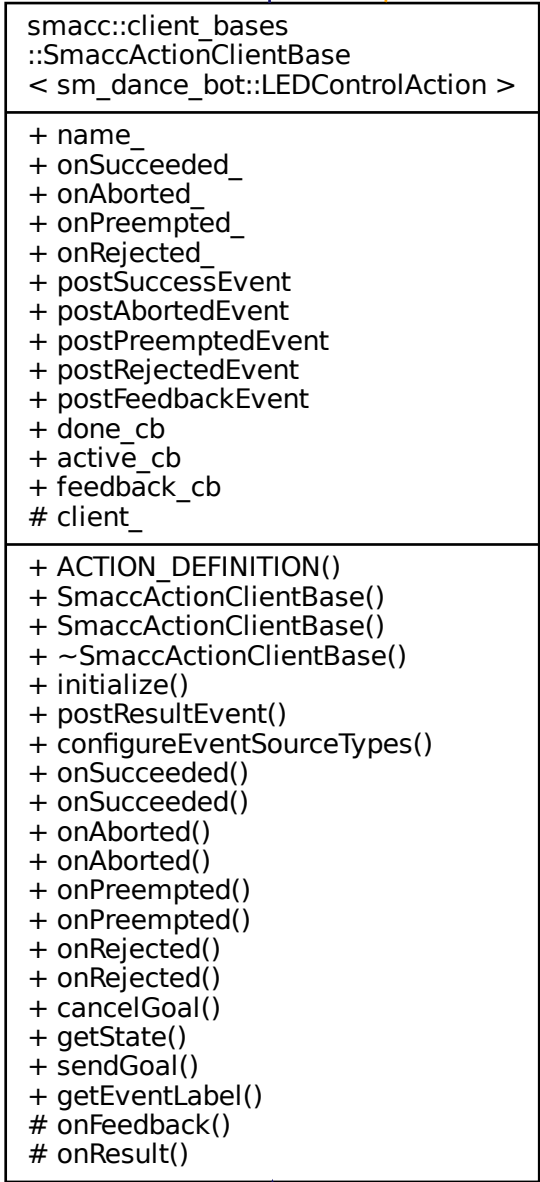 smacc::client_bases
::SmaccActionClientBase
< sm_dance_bot::LEDControlAction >
+ name_
+ onSucceeded_
+ onAborted_
+ onPreempted_
+ onRejected_
+ postSuccessEvent
+ postAbortedEvent
+ postPreemptedEvent
+ postRejectedEvent
+ postFeedbackEvent
+ done_cb
+ active_cb
+ feedback_cb
# client_
+ ACTION_DEFINITION()
+ SmaccActionClientBase()
+ SmaccActionClientBase()
+ ~SmaccActionClientBase()
+ initialize()
+ postResultEvent()
+ configureEventSourceTypes()
+ onSucceeded()
+ onSucceeded()
+ onAborted()
+ onAborted()
+ onPreempted()
+ onPreempted()
+ onRejected()
+ onRejected()
+ cancelGoal()
+ getState()
+ sendGoal()
+ getEventLabel()
# onFeedback()
# onResult()